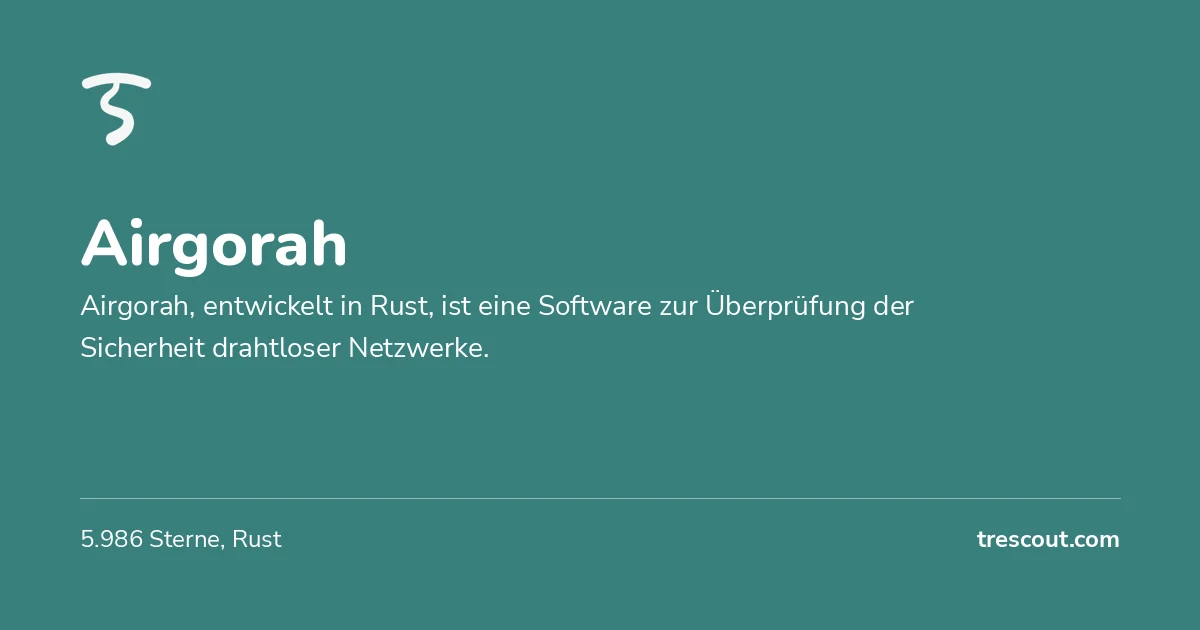 Airgorah
Airgorah, entwickelt in Rust, ist eine Software zur Überprüfung der
Sicherheit drahtloser Netzwerke.
5.986 Sterne, Rust
trescout.com